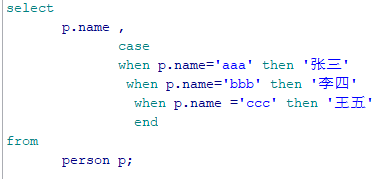 select
p.name ,
case
when p.name='aaa' then '张三'
when p.name='bbb' then '李四'
when p.name ='ccc' then '王五'
end
from
person p;